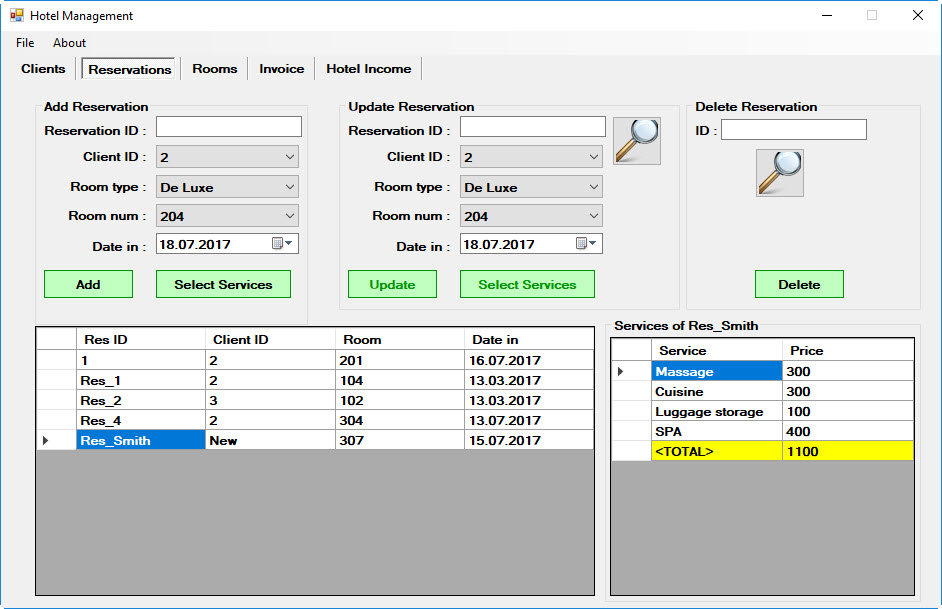 Hotel Management
File About
Clients Reservations Rooms Invoice Hotel Income
Add Reservation
Reservation ID :
Client ID : 2
Room type : De Luxe
Room num : 204
Date in : 18.07.2017
Add Select Services
Update Reservation
Reservation ID :
Client ID : 2
Room type : De Luxe
Room num : 204
Date in : 18.07.2017
Update Select Services
Delete Reservation
ID :
Delete
Res ID Client ID Room Date in
1 2 201 16.07.2017
Res_1 2 104 13.03.2017
Res_2 3 102 13.03.2017
Res_4 2 304 13.07.2017
Res_Smith New 307 15.07.2017
Services of Res_Smith
Service Price
Massage 300
Cuisine 300
Luggage storage 100
SPA 400
<TOTAL> 1100